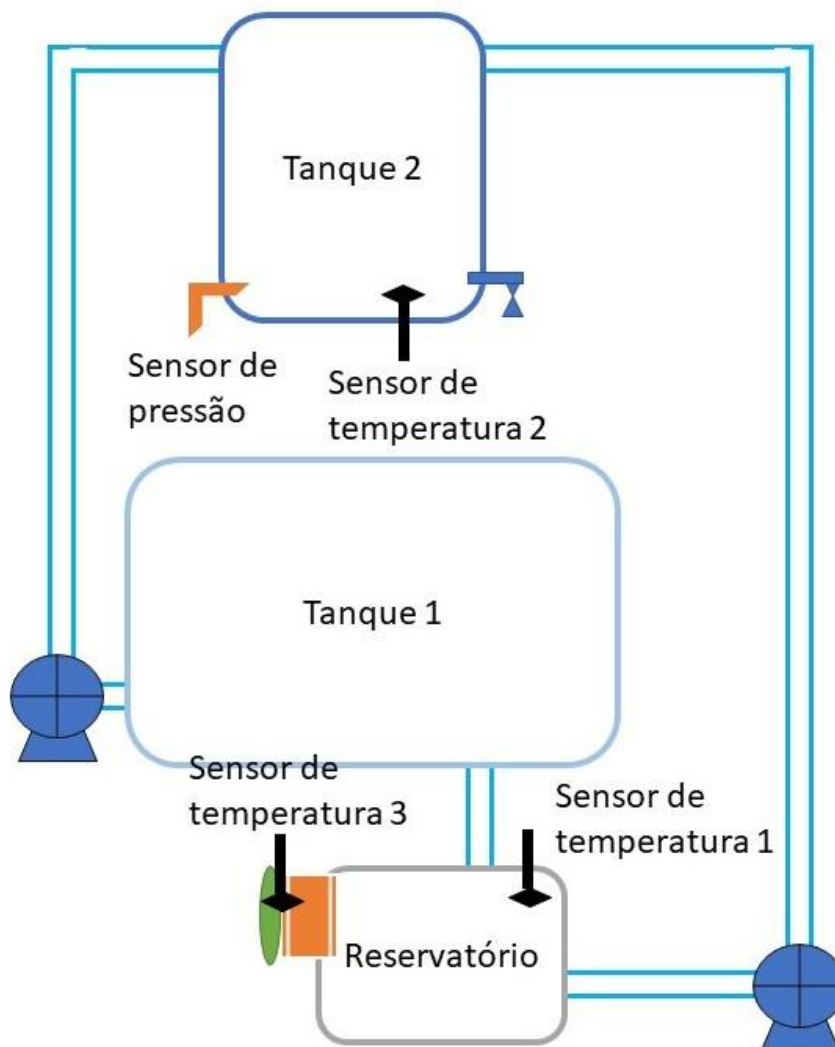 Tanque 2
Sensor de
pressão
Sensor de
temperatura 2
Tanque 1
Sensor de
temperatura 3
Sensor de
temperatura 1
Reservatório